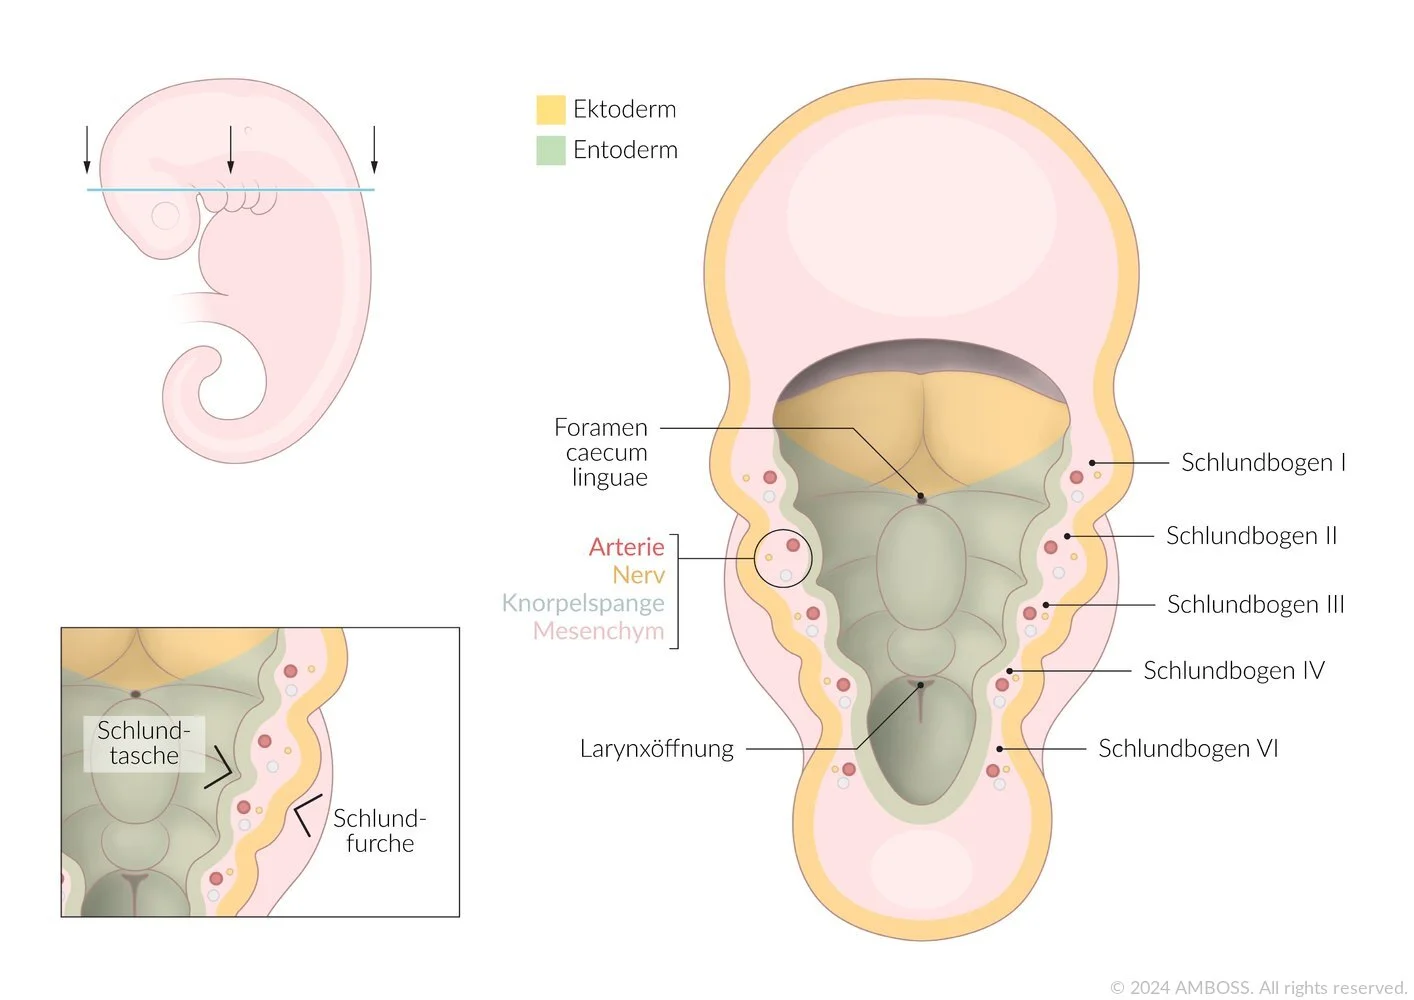 Ektoderm
Entoderm
Foramen
caecum
linguae
Arterie
Nerv
Knorpelspange
Mesenchym
Larynxöffnung
Schlundbogen I
Schlundbogen II
Schlundbogen III
Schlundbogen IV
Schlundbogen VI
Schlund-
tasche
Schlund-
furche
© 2024 AMBOSS. All rights reserved.